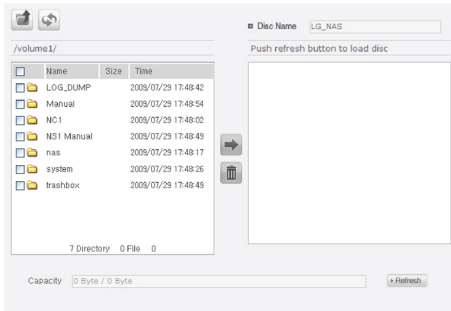 Disc Name LG_NAS
/volume1/ Push refresh button to load disc
Name Size Time
LOG_DUMP 2009/07/29 17:48:42
Manual 2009/07/29 17:48:54
NC1 2009/07/29 17:48:02
NS1 Manual 2009/07/29 17:48:49
nas 2009/07/29 17:48:17
system 2009/07/29 17:48:26
trashbox 2009/07/29 17:48:49
7 Directory 0 File 0
Capacity 0 Byte / 0 Byte Refresh